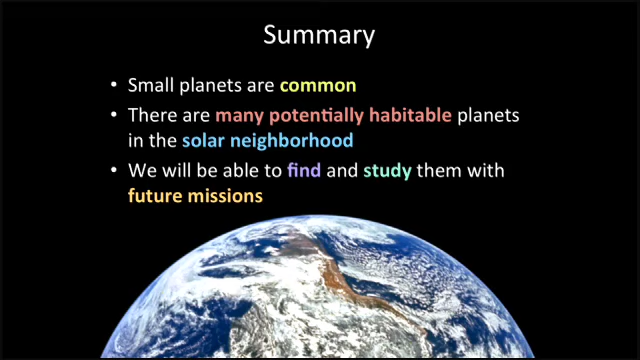 Summary
• Small planets are common
• There are many potentially habitable planets
in the solar neighborhood
• We will be able to find and study them with
future missions